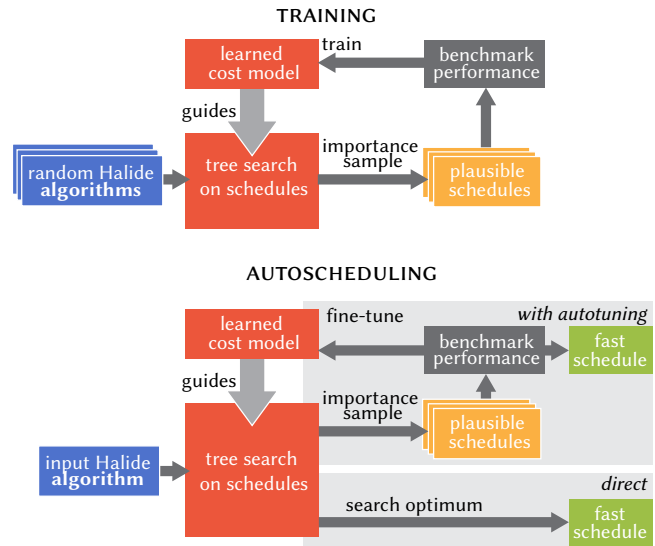 TRAINING
learned
cost model
train
benchmark
performance
guides
random Halide
algorithms
tree search
on schedules
importance
sample
plausible
schedules
AUTOSCHEDULING
learned
cost model
fine-tune
with autotuning
benchmark
performance
fast
schedule
guides
importance
sample
plausible
schedules
input Halide
algorithm
tree search
on schedules
direct
search optimum
fast
schedule